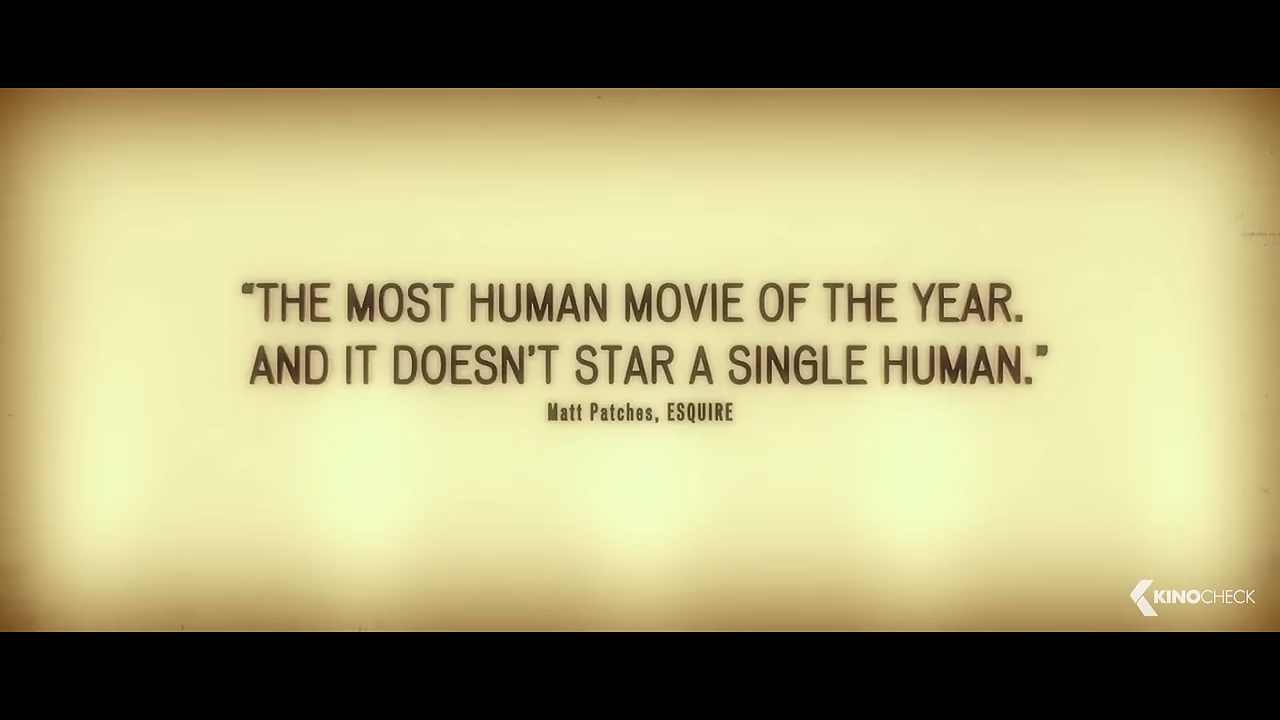 “THE MOST HUMAN MOVIE OF THE YEAR.
AND IT DOESN’T STAR A SINGLE HUMAN.”
Matt Patches, ESQUIRE
KINOCHECK